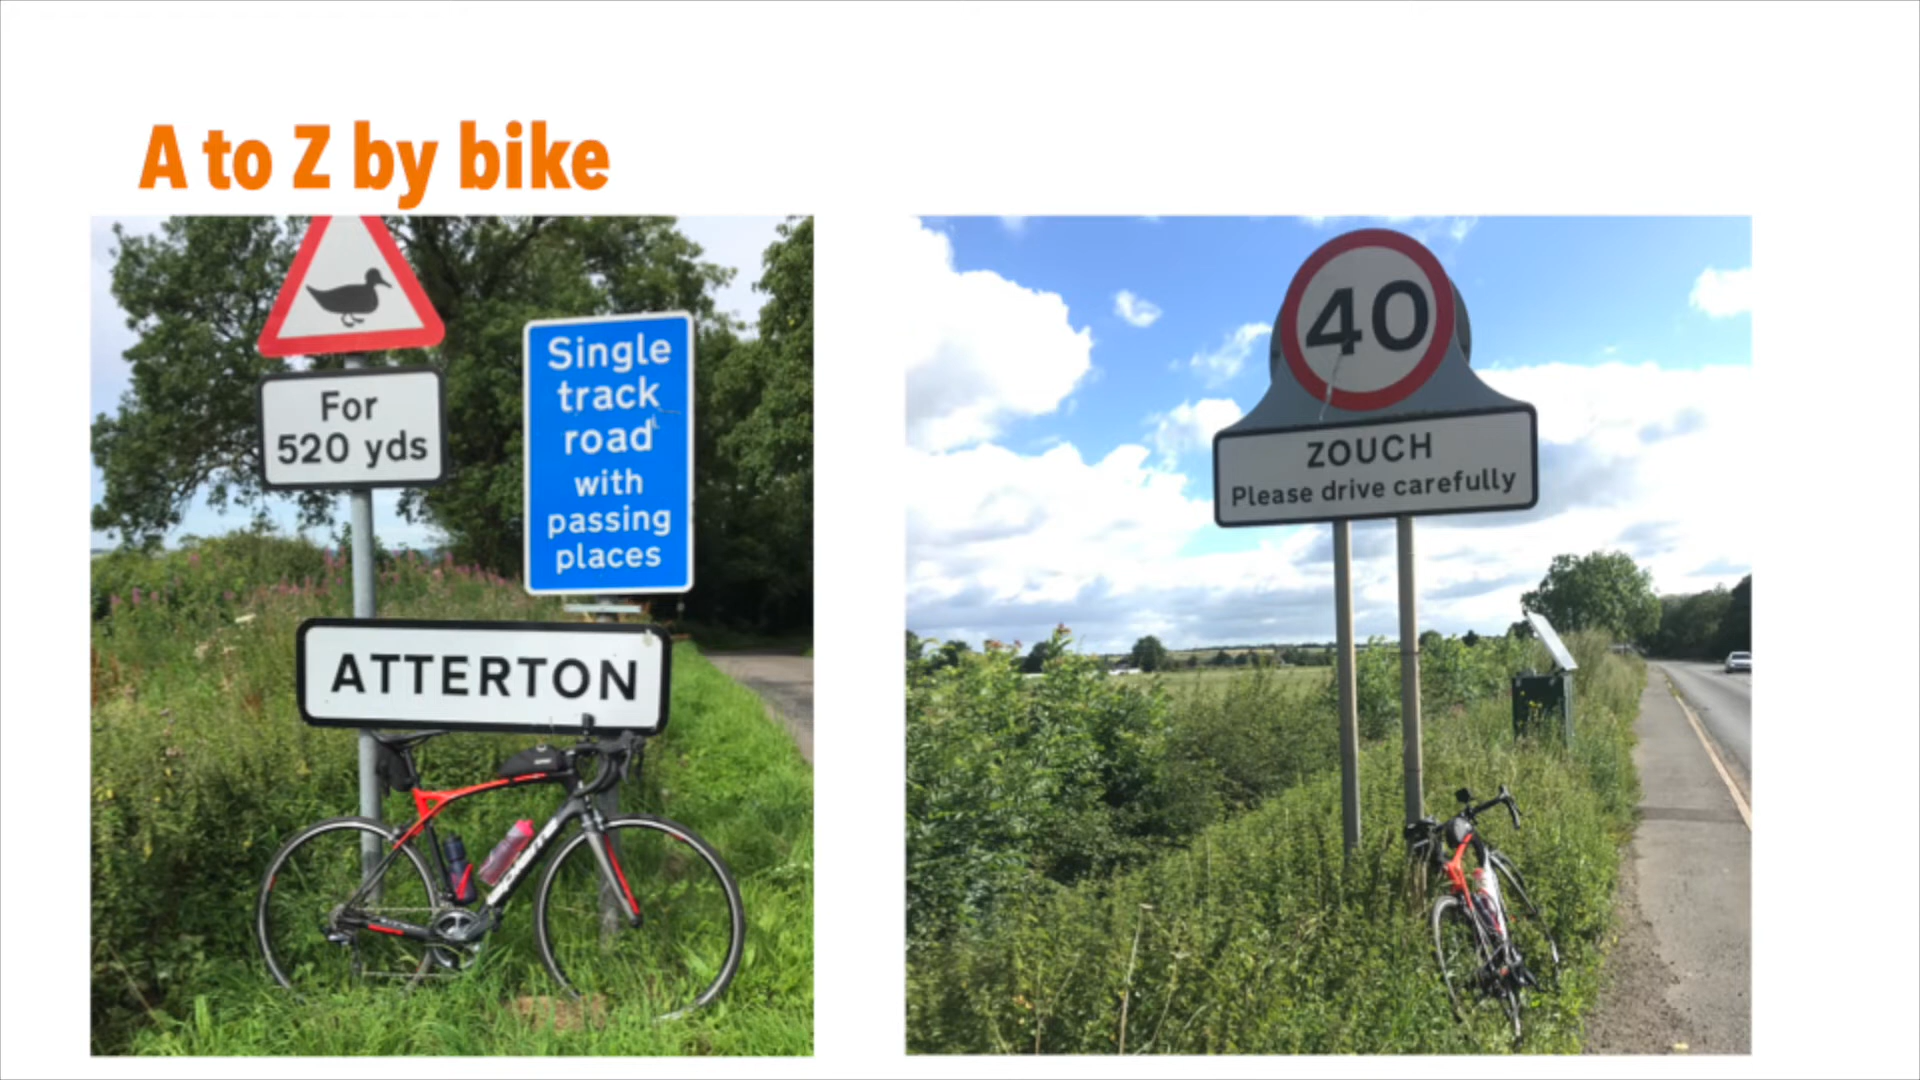 A to Z by bike
For
520 yds
Single
track
road
with
passing
places
ATTERTON
40
ZOUCH
Please drive carefully